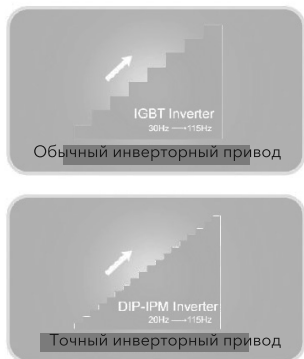 IGBT Inverter
30Hz → 115Hz
Обычный инверторный привод
DIP-IPM Inverter
20Hz → 115Hz
Точный инверторный привод